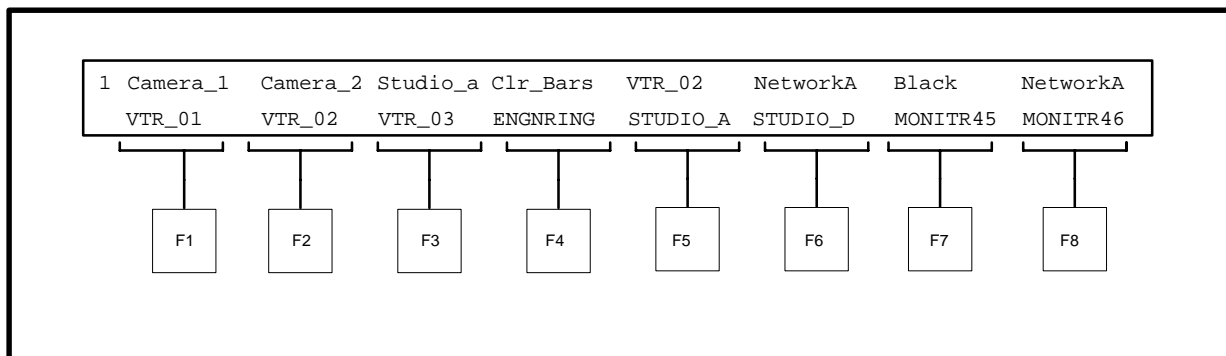 1 Camera_1 Camera_2 Studio_a Clr_Bars VTR_02 NetworkA Black NetworkA
VTR_01 VTR_02 VTR_03 ENGNRING STUDIO_A STUDIO_D MONITR45 MONITR46
F1 F2 F3 F4 F5 F6 F7 F8